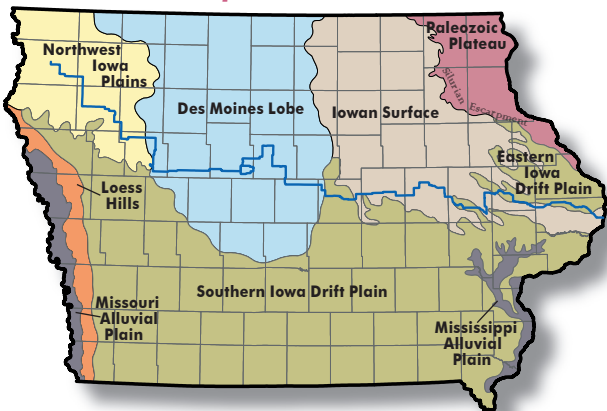 Paleozoic
Plateau
Northwest
Iowa
Plains
Silurian Escarpment
Des Moines Lobe
Iowan Surface
Eastern
Iowa
Drift Plain
Loess
Hills
Southern Iowa Drift Plain
Missouri
Alluvial
Plain
Mississippi
Alluvial
Plain